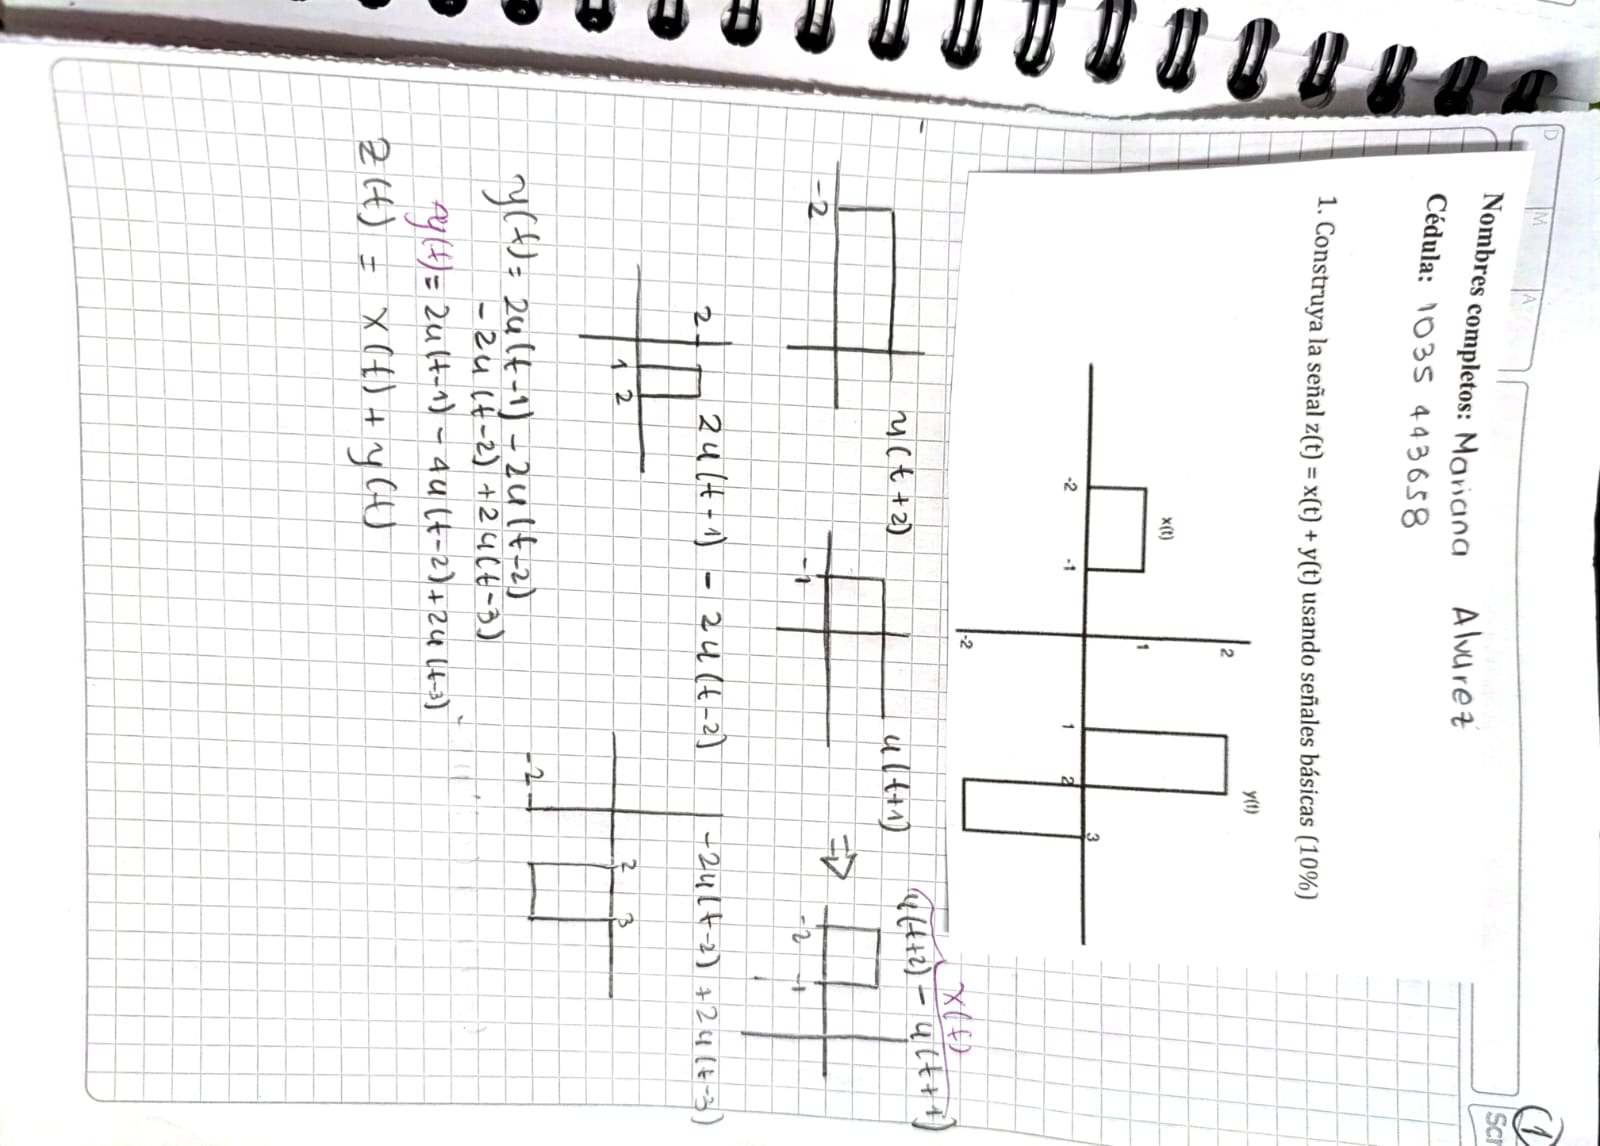 D M A
Scr
1
Nombres completos: Mariana Alvarez
Cédula: 1035 443658
1. Construya la señal z(t) = x(t) + y(t) usando señales básicas (10%)
x(t)
y(t)
2
1
-2 -1 1 2 3
-2
x(t)
u(t+2) u(t+1) ⇒ u(t+2) - u(t+1)
-2 -1 -2 -1
2 2u(t-1) - 2u(t-2) -2u(t-2) + 2u(t-3)
1 2 2 3
-2
y(t) = 2u(t-1) - 2u(t-2)
- 2u(t-2) + 2u(t-3)
y(t) = 2u(t-1) - 4u(t-2) + 2u(t-3)
z(t) = x(t) + y(t)